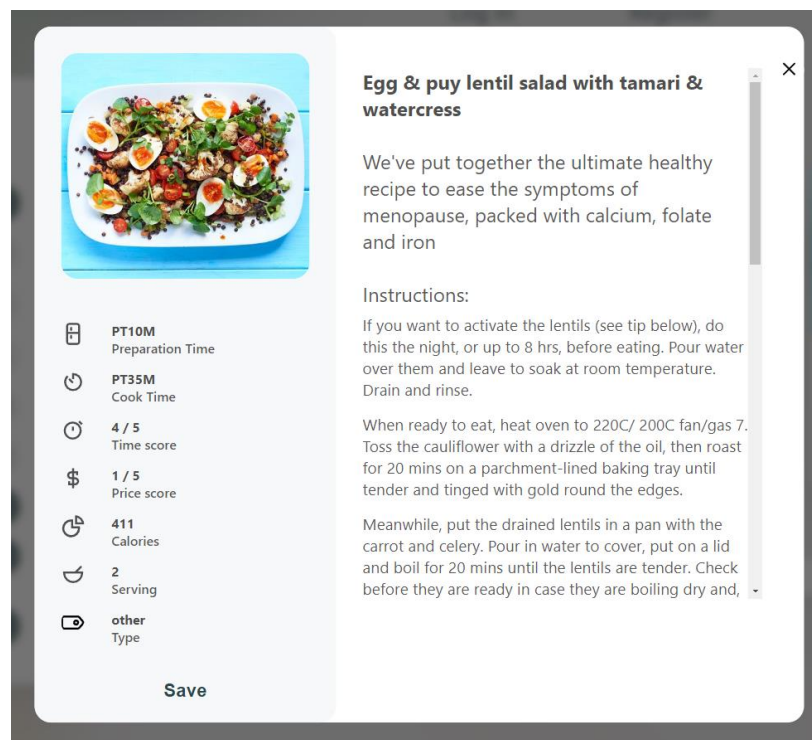 PT10M
Preparation Time
PT35M
Cook Time
4 / 5
Time score
1 / 5
Price score
411
Calories
2
Serving
other
Type
Save
Egg & puy lentil salad with tamari &
watercress
We've put together the ultimate healthy
recipe to ease the symptoms of
menopause, packed with calcium, folate
and iron
Instructions:
If you want to activate the lentils (see tip below), do
this the night, or up to 8 hrs, before eating. Pour water
over them and leave to soak at room temperature.
Drain and rinse.
When ready to eat, heat oven to 220C/ 200C fan/gas 7.
Toss the cauliflower with a drizzle of the oil, then roast
for 20 mins on a parchment-lined baking tray until
tender and tinged with gold round the edges.
Meanwhile, put the drained lentils in a pan with the
carrot and celery. Pour in water to cover, put on a lid
and boil for 20 mins until the lentils are tender. Check
before they are ready in case they are boiling dry and,